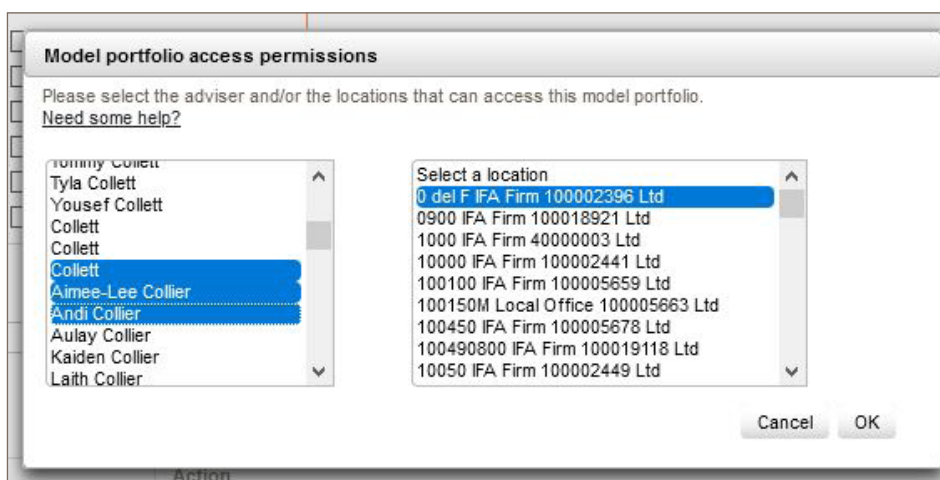 Model portfolio access permissions
Please select the adviser and/or the locations that can access this model portfolio.
Need some help?
Tommy Collett
Tyla Collett
Yousef Collett
Collett
Collett
Collett
Aimee-Lee Collier
Andi Collier
Aulay Collier
Kaiden Collier
Laith Collier
Select a location
0 del F IFA Firm 100002396 Ltd
0900 IFA Firm 100018921 Ltd
1000 IFA Firm 40000003 Ltd
10000 IFA Firm 100002441 Ltd
100100 IFA Firm 100005659 Ltd
100150M Local Office 100005663 Ltd
100450 IFA Firm 100005678 Ltd
100490800 IFA Firm 100019118 Ltd
10050 IFA Firm 100002449 Ltd
Cancel OK
Action